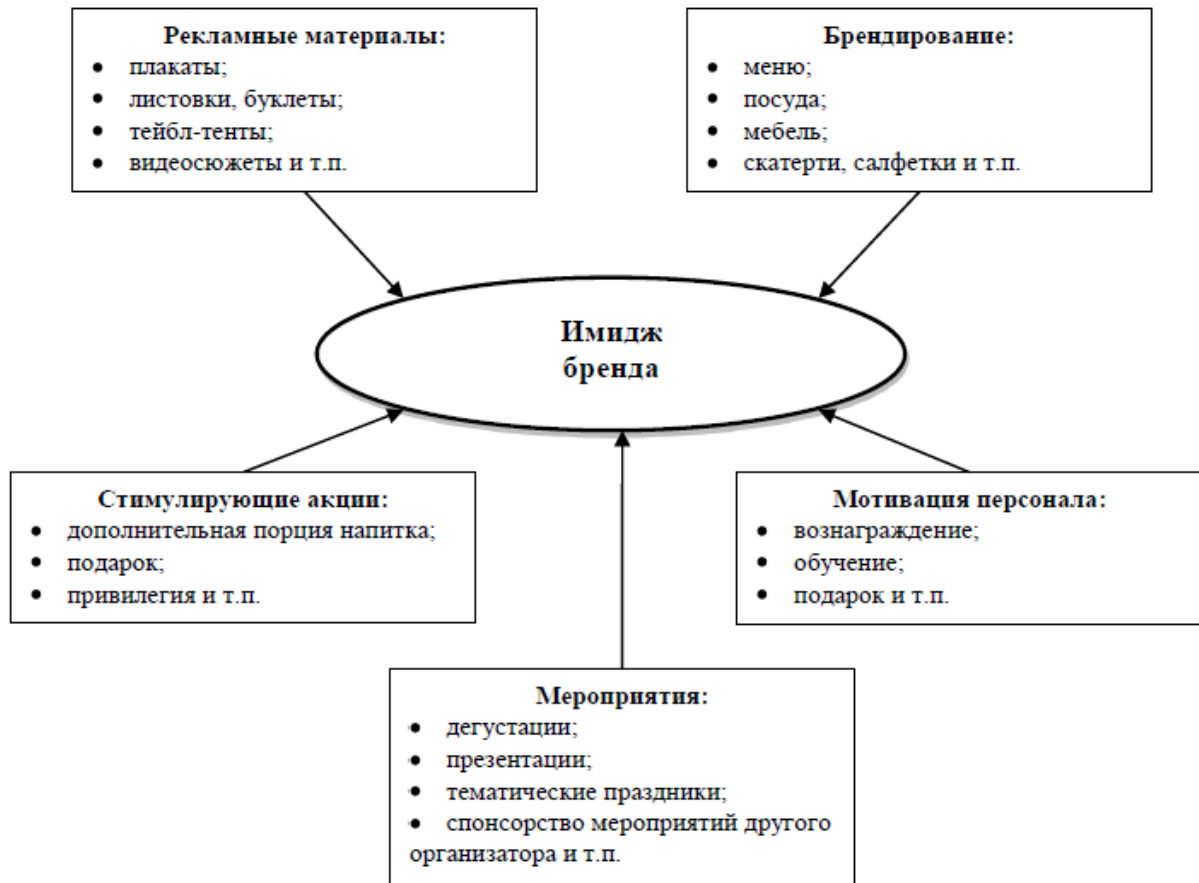 Рекламные материалы:
• плакаты;
• листовки, буклеты;
• тейбл-тенты;
• видеосюжеты и т.п.
Брендирование:
• меню;
• посуда;
• мебель;
• скатерти, салфетки и т.п.
Имидж
бренда
Стимулирующие акции:
• дополнительная порция напитка;
• подарок;
• привилегия и т.п.
Мотивация персонала:
• вознаграждение;
• обучение;
• подарок и т.п.
Мероприятия:
• дегустации;
• презентации;
• тематические праздники;
• спонсорство мероприятий другого
организатора и т.п.